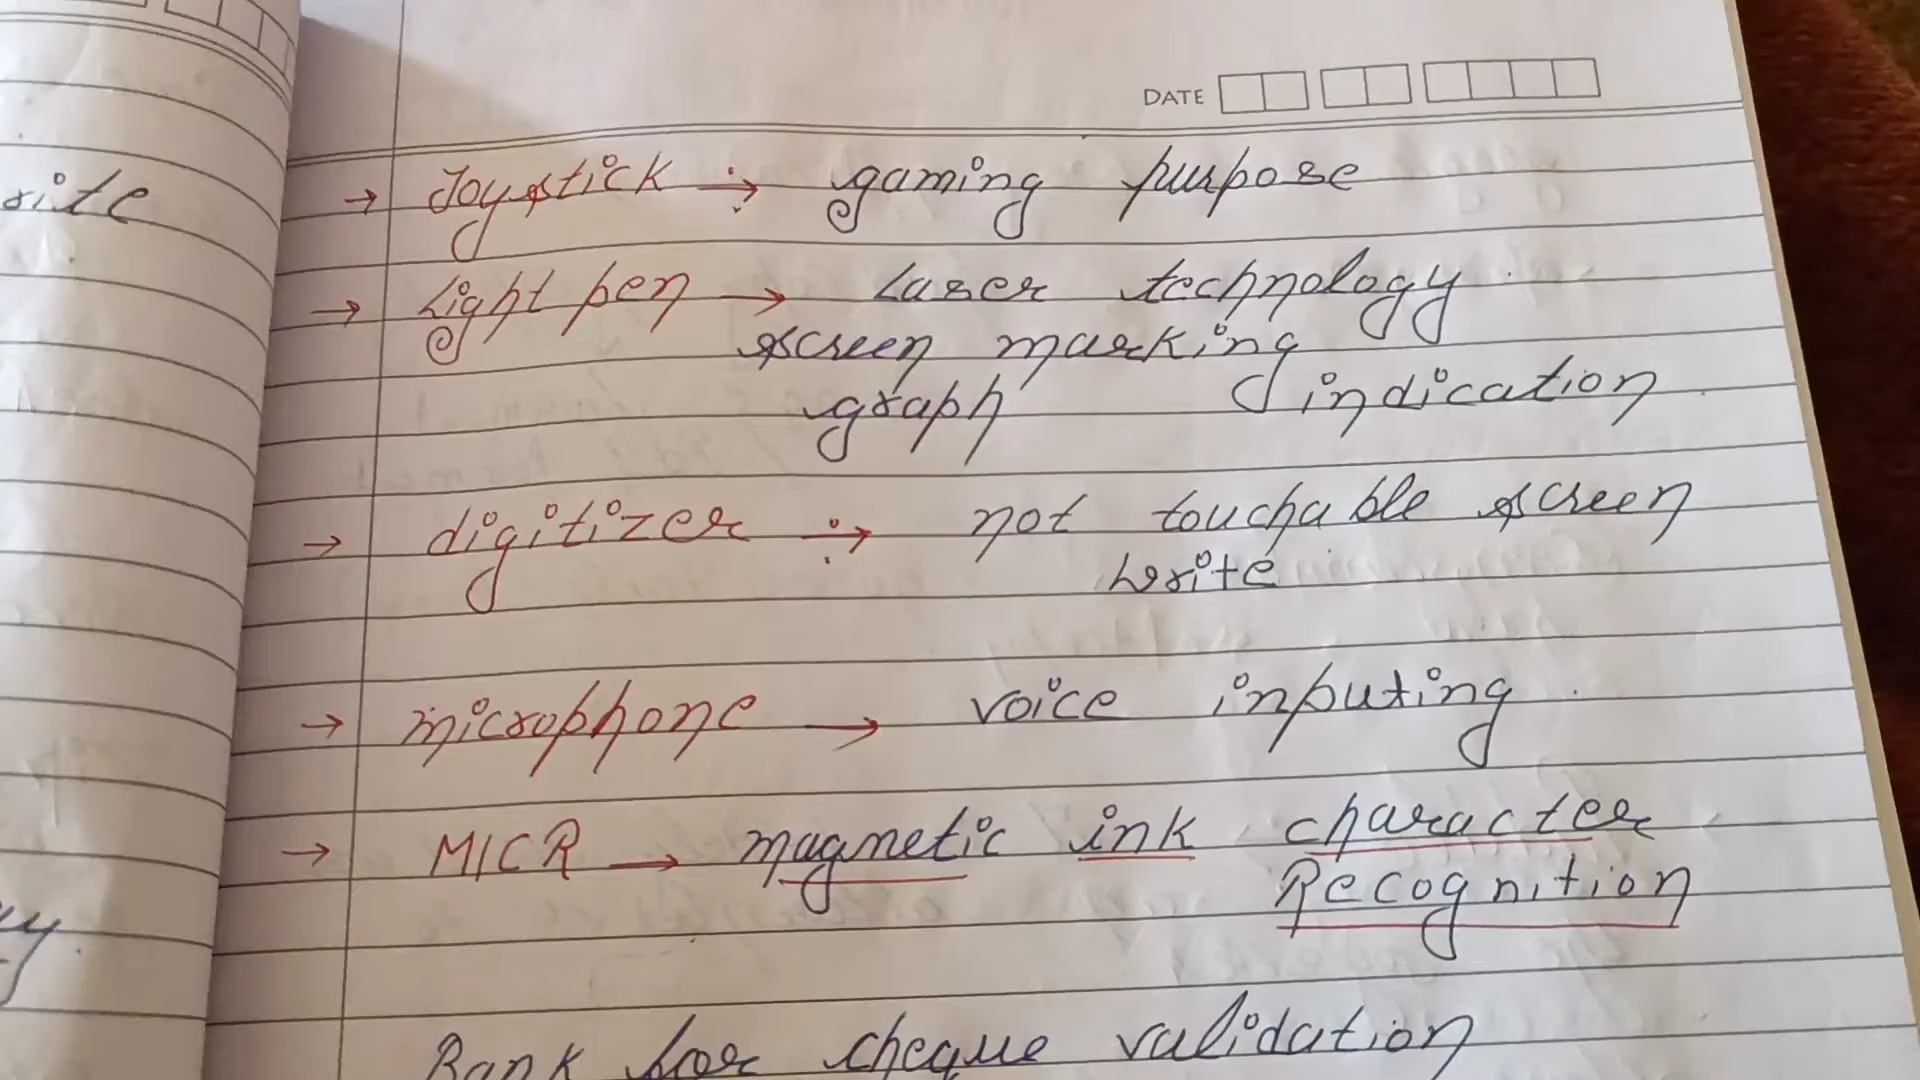 DATE
rite
→ Joystick → gaming purpose
→ Light pen → Laser technology
screen marking
graph indication
→ digitizer → not touchable screen
write
→ microphone → voice inputing
→ MICR → magnetic ink character
Recognition
Bank for cheque validation